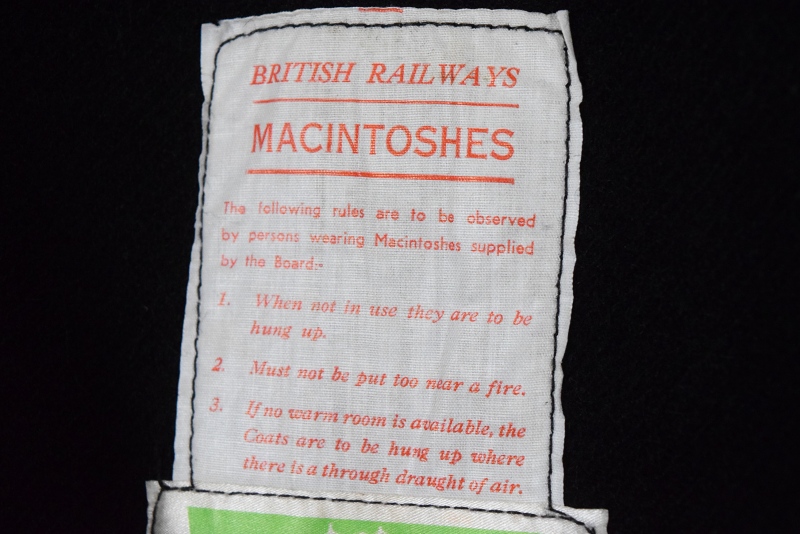 BRITISH RAILWAYS
MACINTOSHES
The following rules are to be observed
by persons wearing Macintoshes supplied
by the Board:-
1. When not in use they are to be
hung up.
2. Must not be put too near a fire.
3. If no warm room is available, the
Coats are to be hung up where
there is a through draught of air.